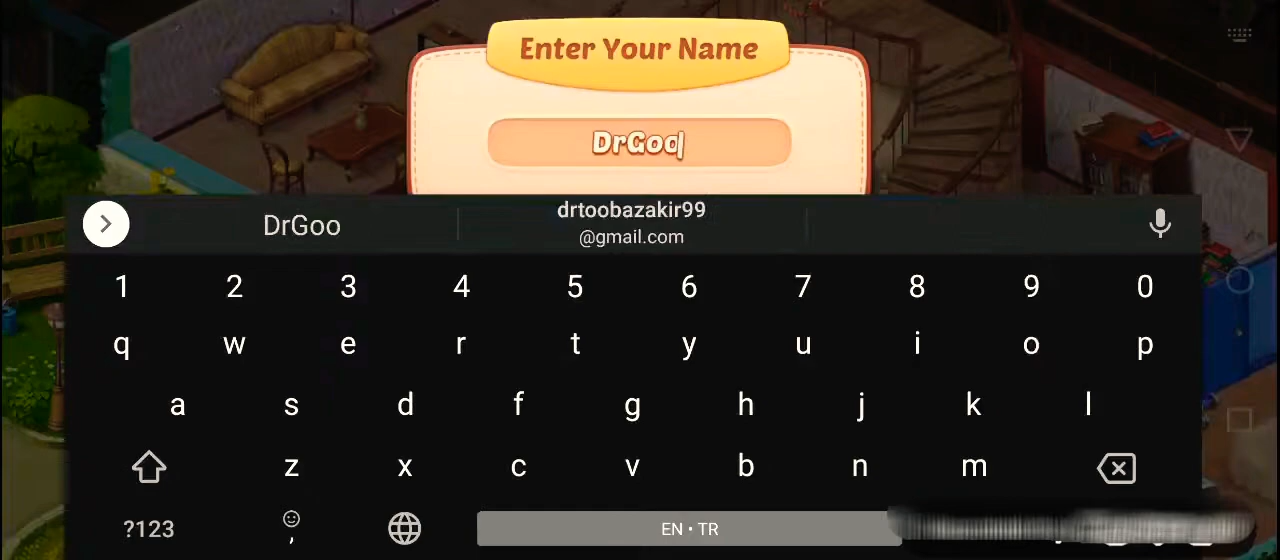 Enter Your Name
DrGoo
DrGoo
drtoobazakir99
@gmail.com
1 2 3 4 5 6 7 8 9 0
q w e r t y u i o p
a s d f g h j k l
z x c v b n m
?123 , EN • TR